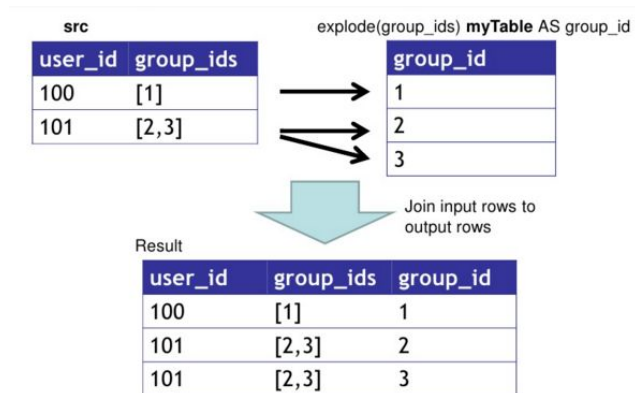 src
explode(group_ids) myTable AS group_id
user_id group_ids
100 [1]
101 [2,3]
group_id
1
2
3
Join input rows to
output rows
Result
user_id group_ids group_id
100 [1] 1
101 [2,3] 2
101 [2,3] 3